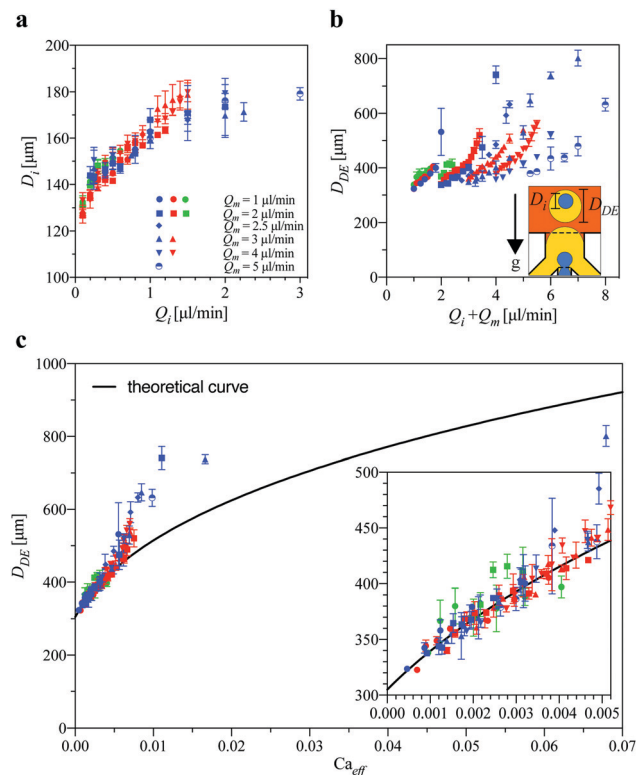 a
D_i [μm]
200
180
160
140
120
100
0
1
2
3
Q_i [μl/min]
Q_m = 1 μl/min
Q_m = 2 μl/min
Q_m = 2.5 μl/min
Q_m = 3 μl/min
Q_m = 4 μl/min
Q_m = 5 μl/min
b
D_DE [μm]
800
600
400
200
0
0
2
4
6
8
Q_i + Q_m [μl/min]
g
D_i
D_DE
c
D_DE [μm]
1000
800
600
400
200
0
theoretical curve
500
450
400
350
300
0.000
0.001
0.002
0.003
0.004
0.005
0.00
0.01
0.02
0.03
0.04
0.05
0.06
0.07
Ca_eff